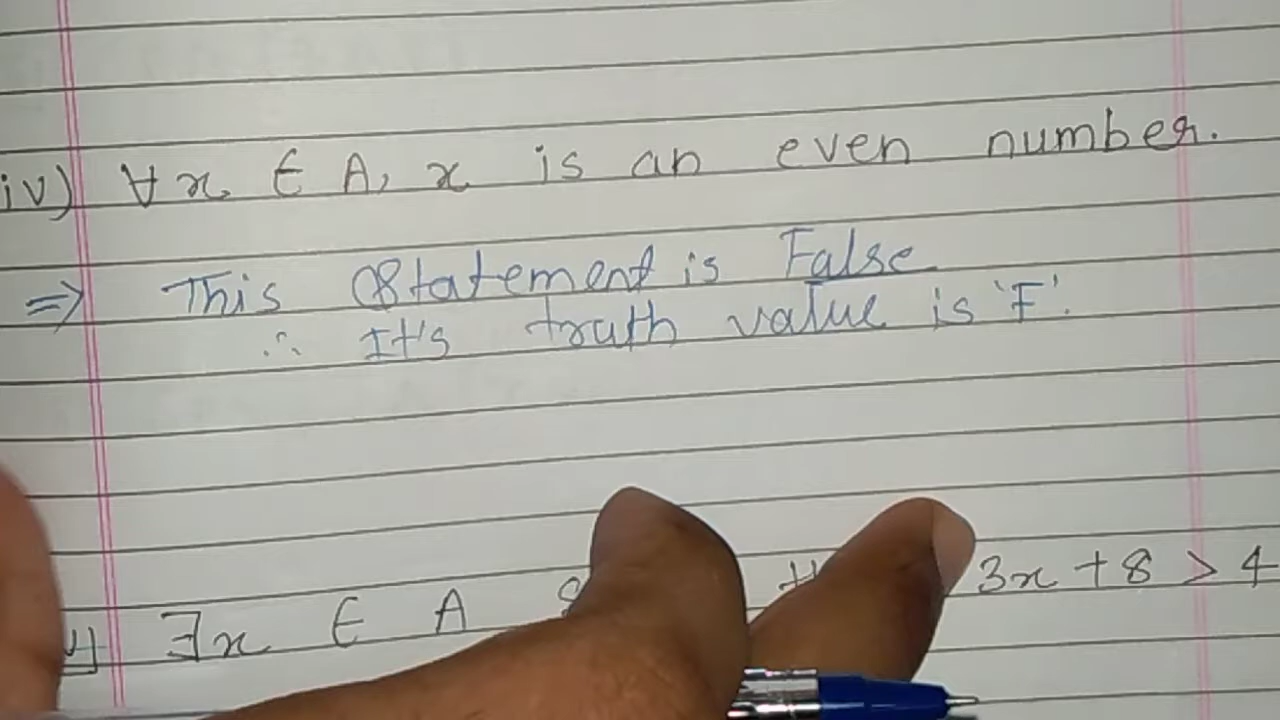 iv) ∀x ∈ A, x is an even number.
⇒ This Statement is False
∴ It's truth value is 'F'.
∃x ∈ A 3x + 8 > 4